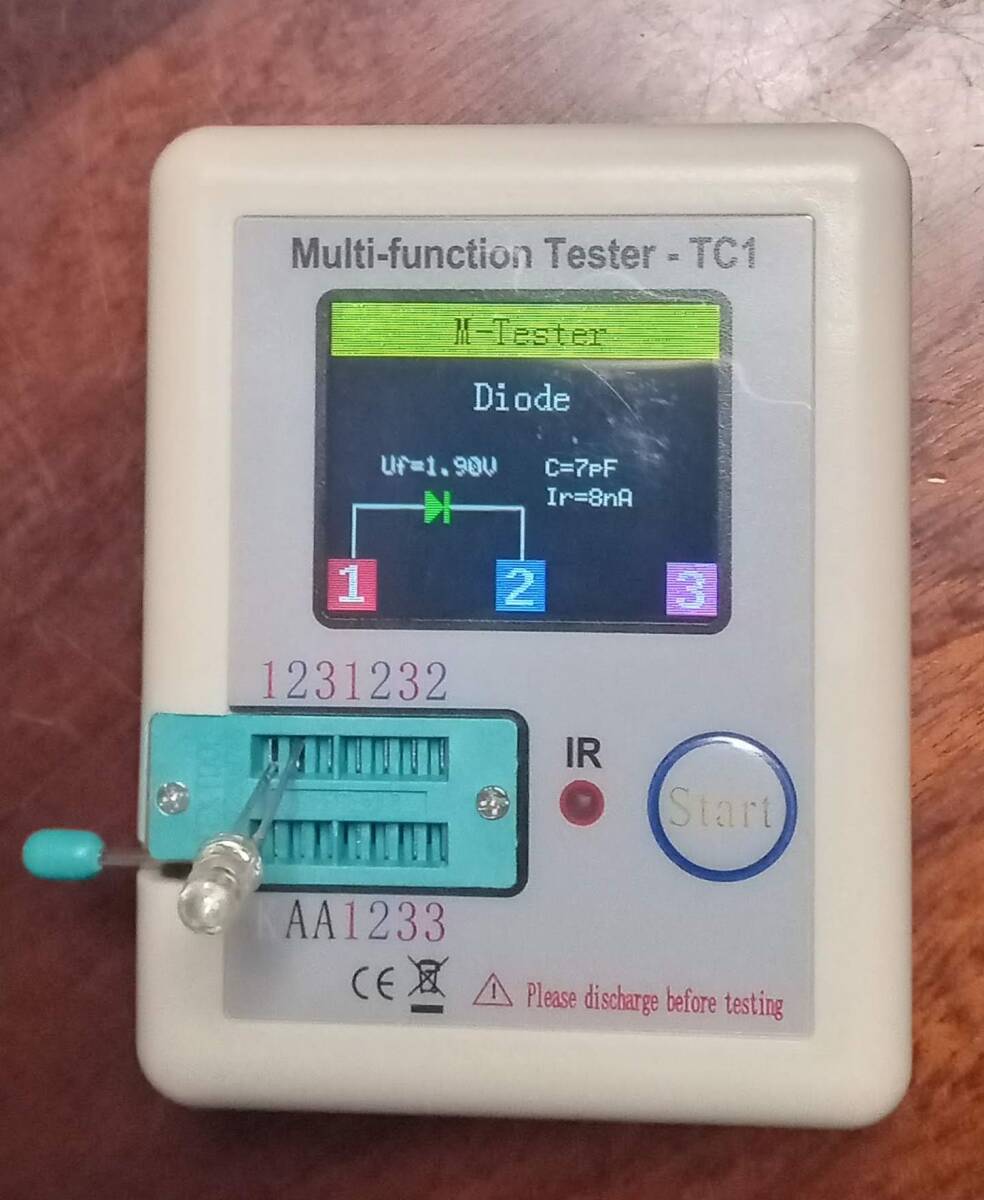 Multi-function Tester - TC1
M-Tester
Diode
Uf=1.90V C=7pF
Ir=8nA
1 2 3
1231232
IR
Start
KAA1233
CE
Please discharge before testing